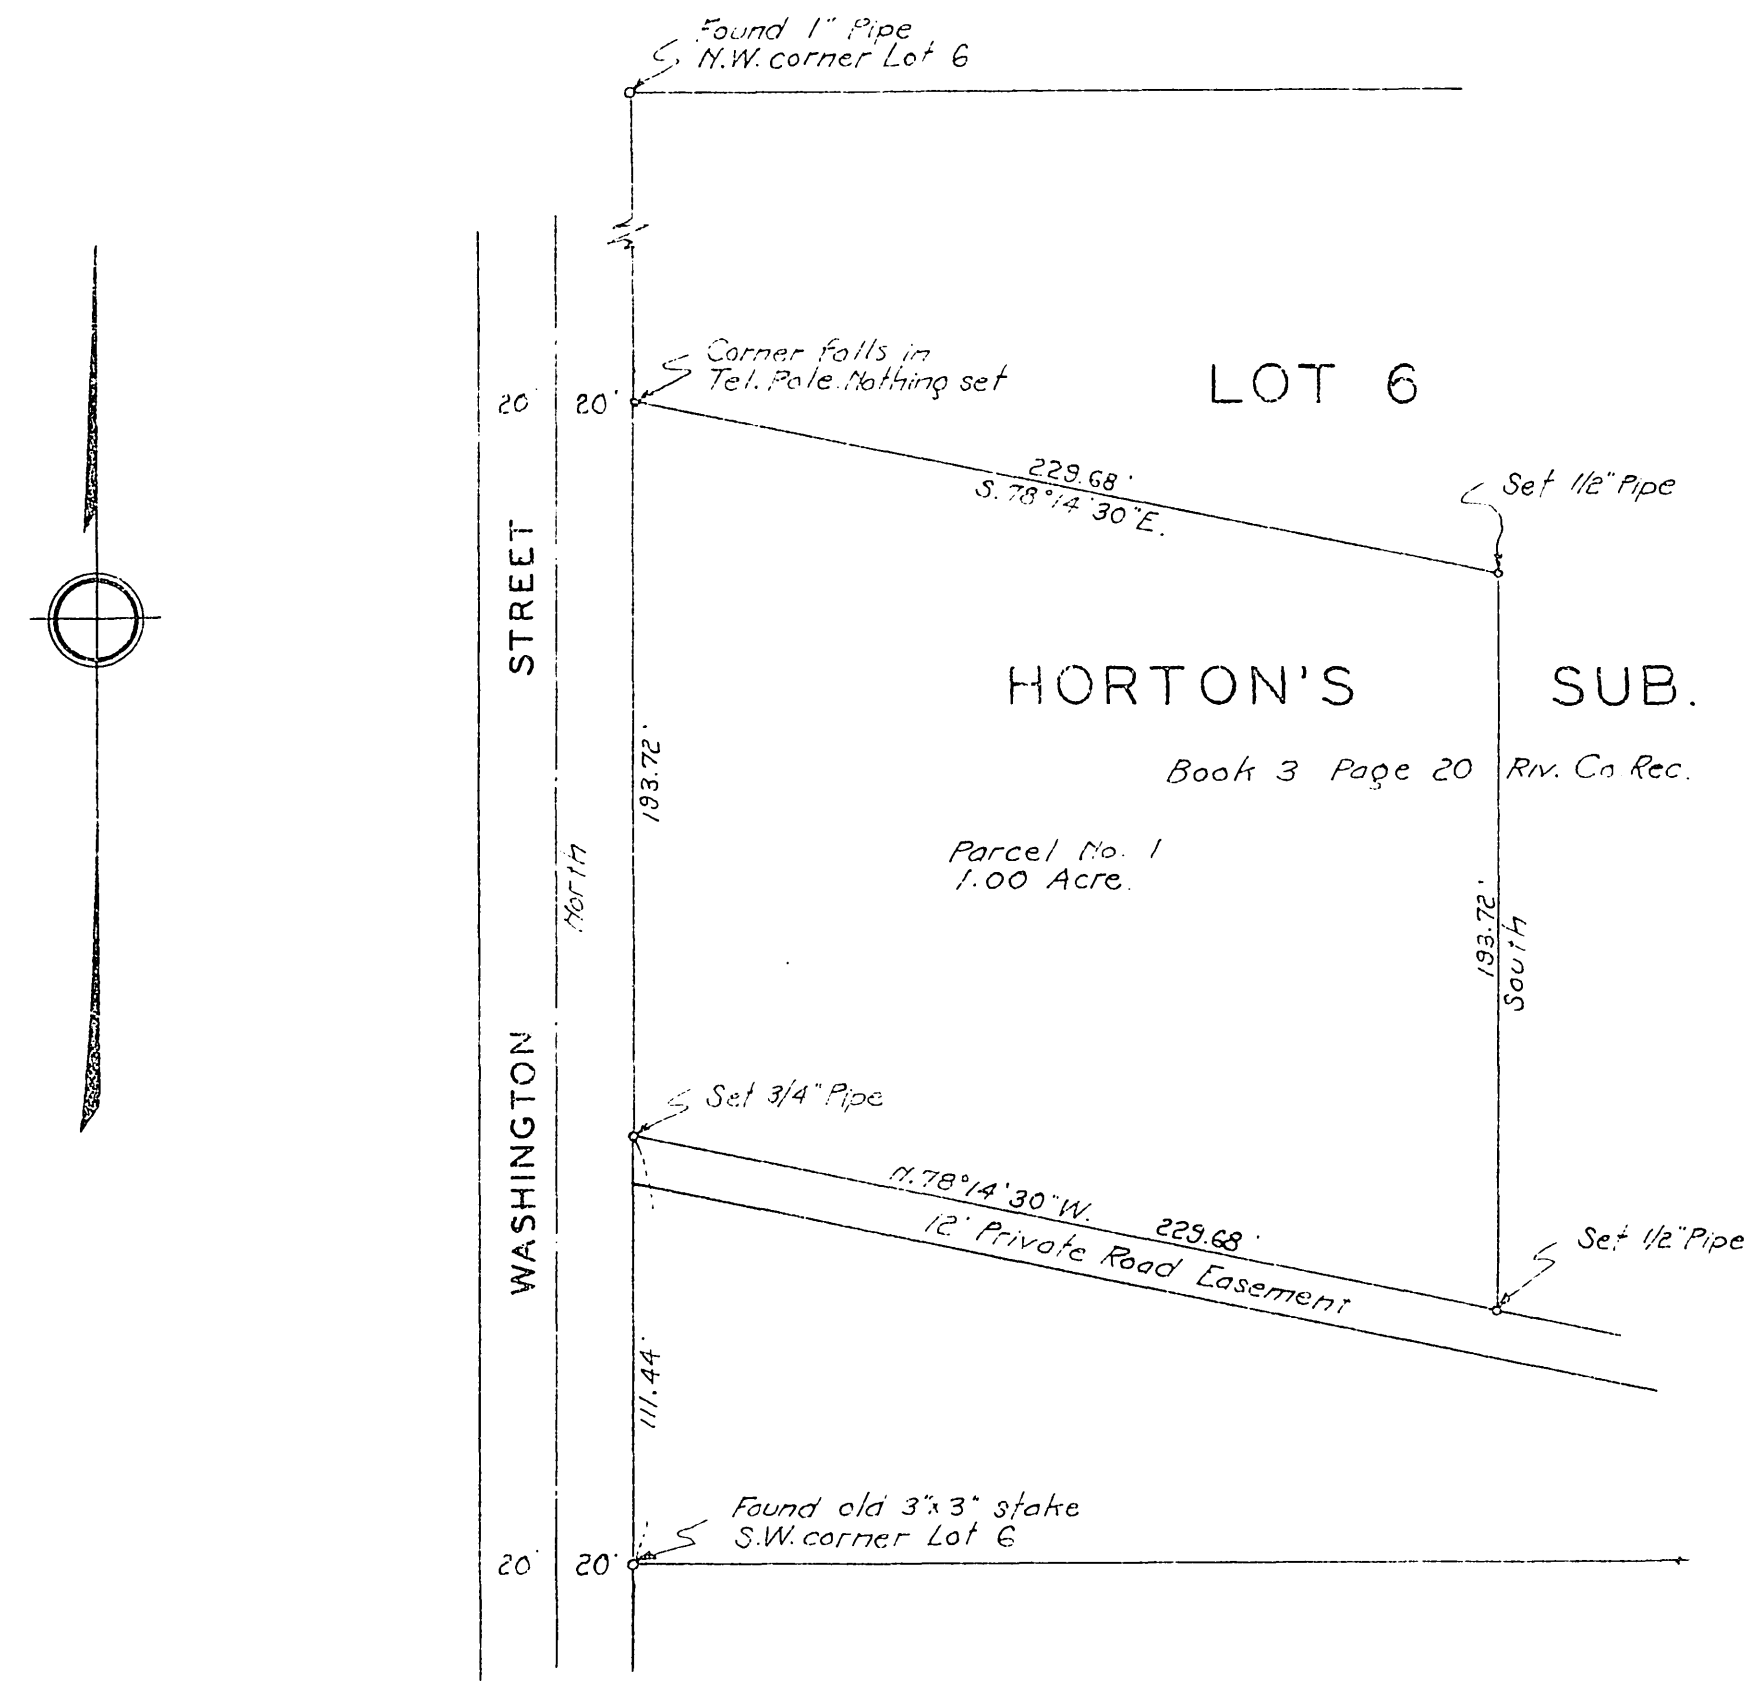 Found 1" Pipe
N.W. corner Lot 6
Corner falls in
Tel. Pole. Nothing set
LOT 6
20' 20'
229.68'
S. 78° 14' 30" E.
Set 1/2" Pipe
STREET
HORTON'S SUB.
193.72'
Book 3 Page 20 Riv. Co. Rec.
Parcel No. 1
1.00 Acre.
North
193.72'
South
WASHINGTON
Set 3/4" Pipe
N. 78° 14' 30" W. 229.68'
12' Private Road Easement
Set 1/2" Pipe
111.44'
Found old 3" x 3" stake
S.W. corner Lot 6
20' 20'